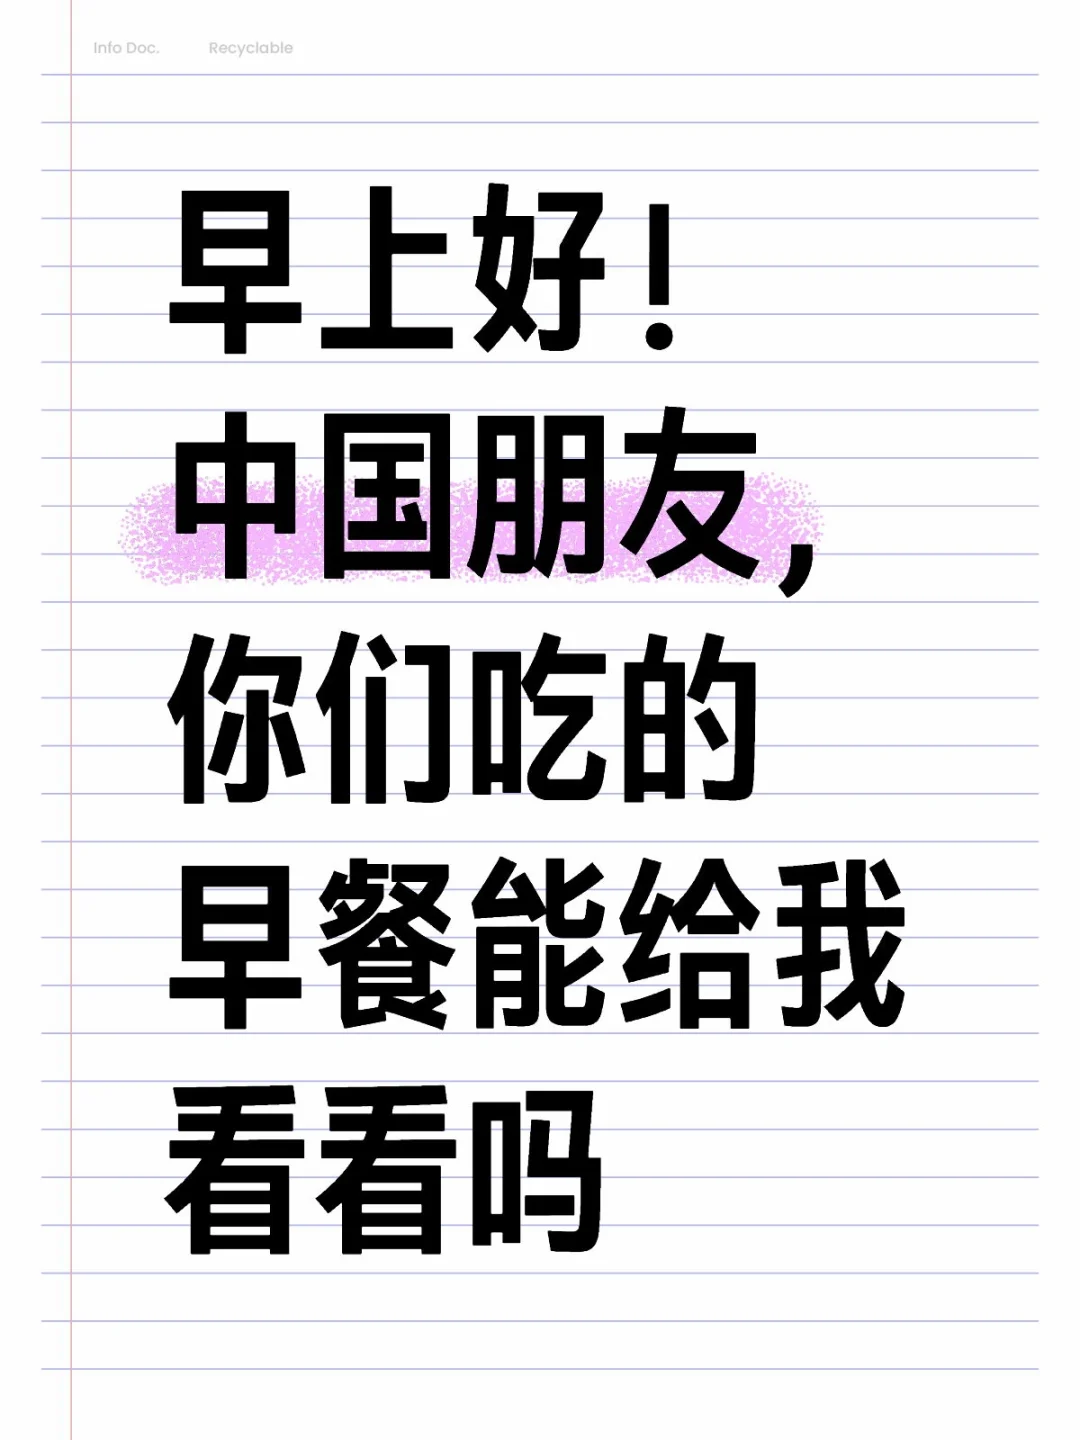 Info Doc. Recyclable
早上好！
中国朋友，
你们吃的
早餐能给我
看看吗